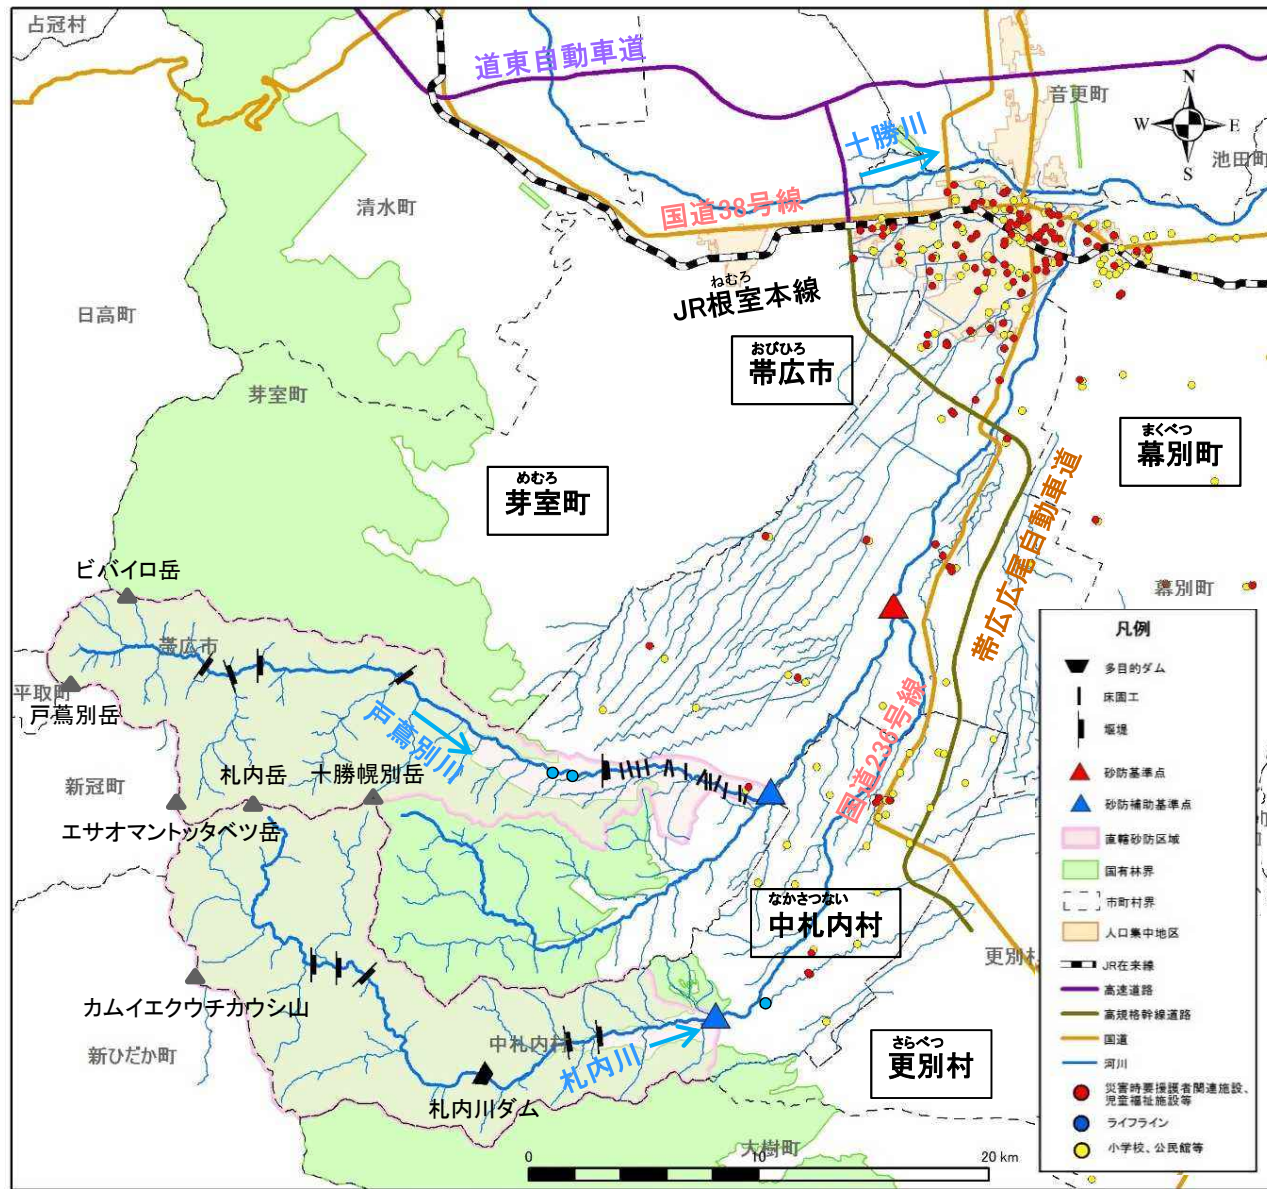 占冠村
道東自動車道
音更町
N
W
E
S
十勝川
池田町
清水町
国道38号線
ねむろ
JR根室本線
日高町
おびひろ
帯広市
芽室町
まくべつ
幕別町
めむろ
芽室町
帯広広尾自動車道
ビバイロ岳
幕別町
帯広市
平取町
戸蔦別岳
戸蔦別川
国道236号線
新冠町
札内岳
十勝幌別岳
エサオマントッタベツ岳
なかさつない
中札内村
更別村
カムイエクウチカウシ山
中札内村
新ひだか町
札内川
さらべつ
更別村
札内川ダム
大樹町
0
10
20 km
凡例
多目的ダム
床固工
堰堤
砂防基準点
砂防補助基準点
直轄砂防区域
国有林界
市町村界
人口集中地区
JR在来線
高速道路
高規格幹線道路
国道
河川
災害時要援護者関連施設、
児童福祉施設等
ライフライン
小学校、公民館等